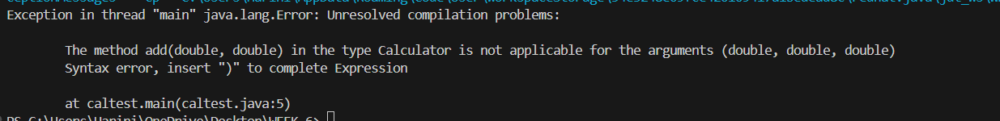 Exception in thread "main" java.lang.Error: Unresolved compilation problems:
The method add(double, double) in the type Calculator is not applicable for the arguments (double, double, double)
Syntax error, insert ")" to complete Expression
at caltest.main(caltest.java:5)
PS C:\Users\Harini\OneDrive\Desktop\WEEK 6>